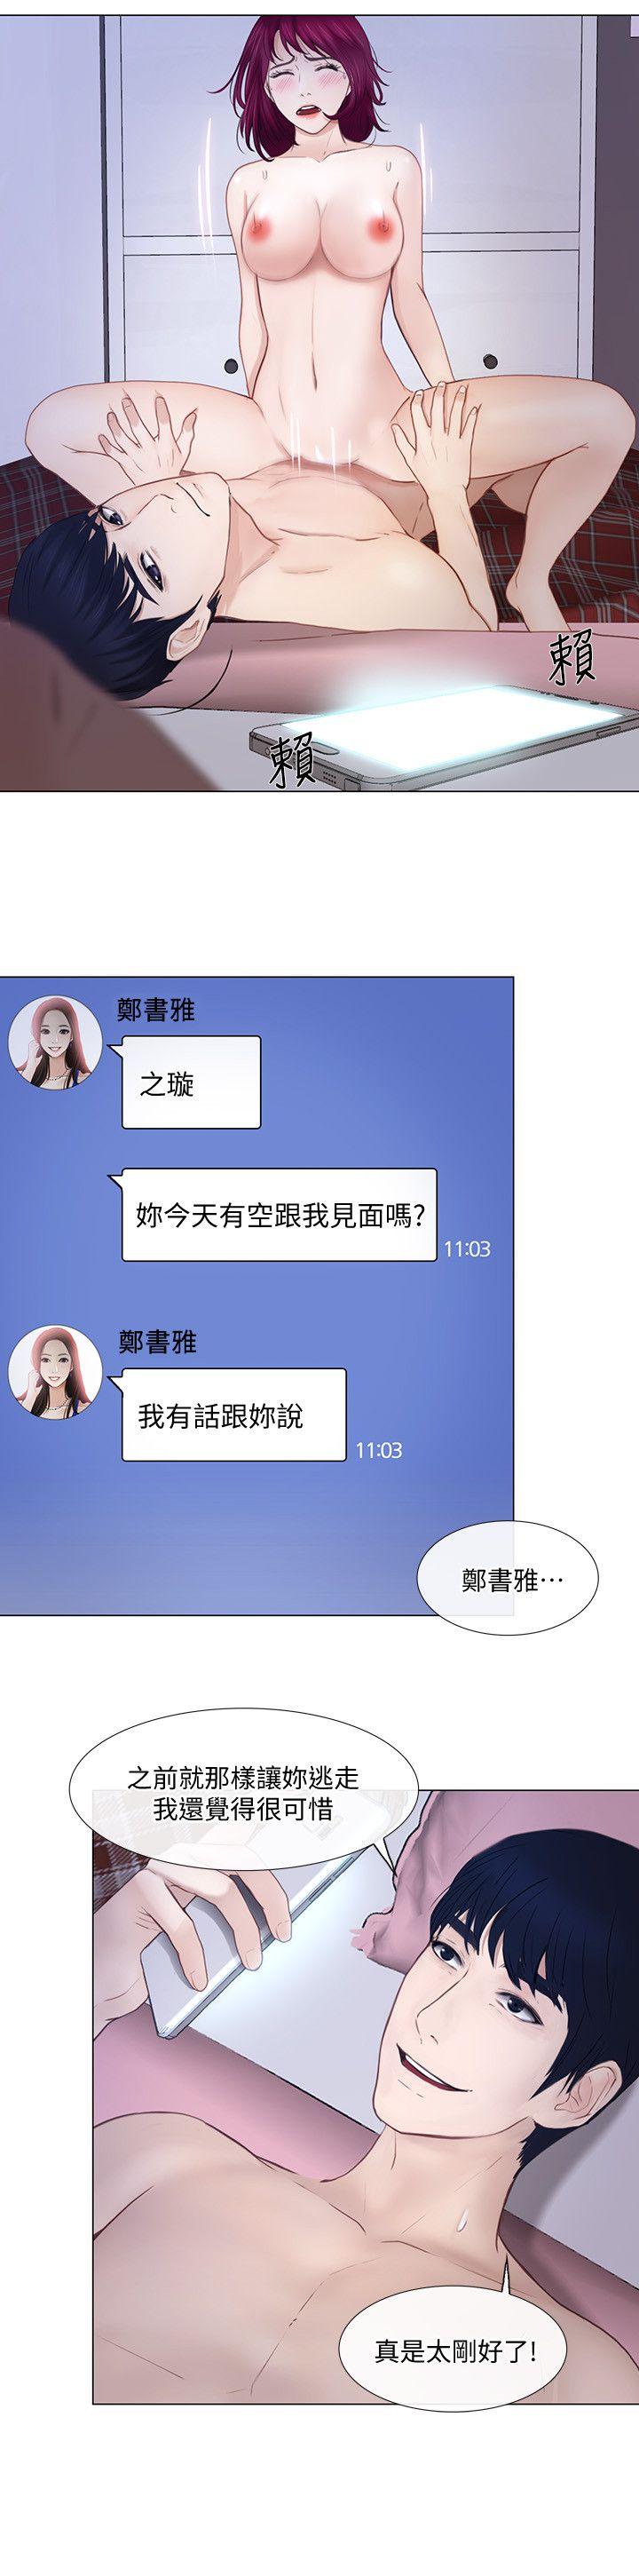 賴
賴
鄭書雅
之璇
妳今天有空跟我見面嗎?
11:03
鄭書雅
我有話跟妳說
11:03
鄭書雅…
之前就那樣讓妳逃走
我還覺得很可惜
真是太剛好了!